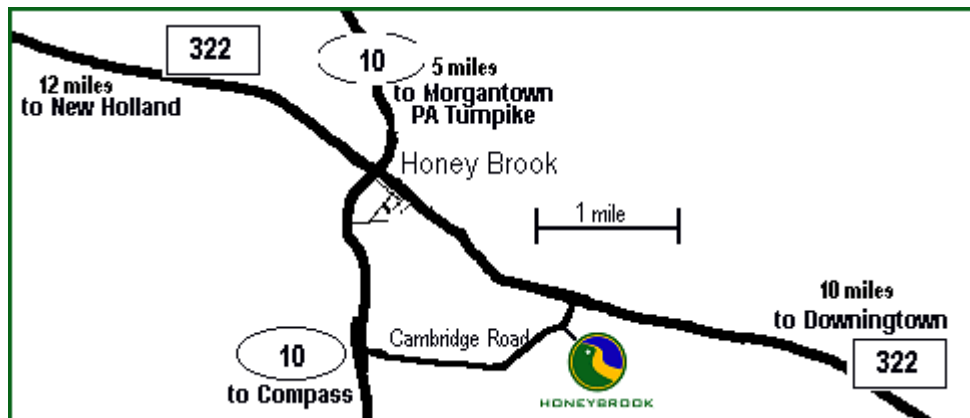 322
10
12 miles
to New Holland
5 miles
to Morgantown
PA Turnpike
Honey Brook
1 mile
10 miles
to Downingtown
322
Cambridge Road
10
to Compass
HONEYBROOK